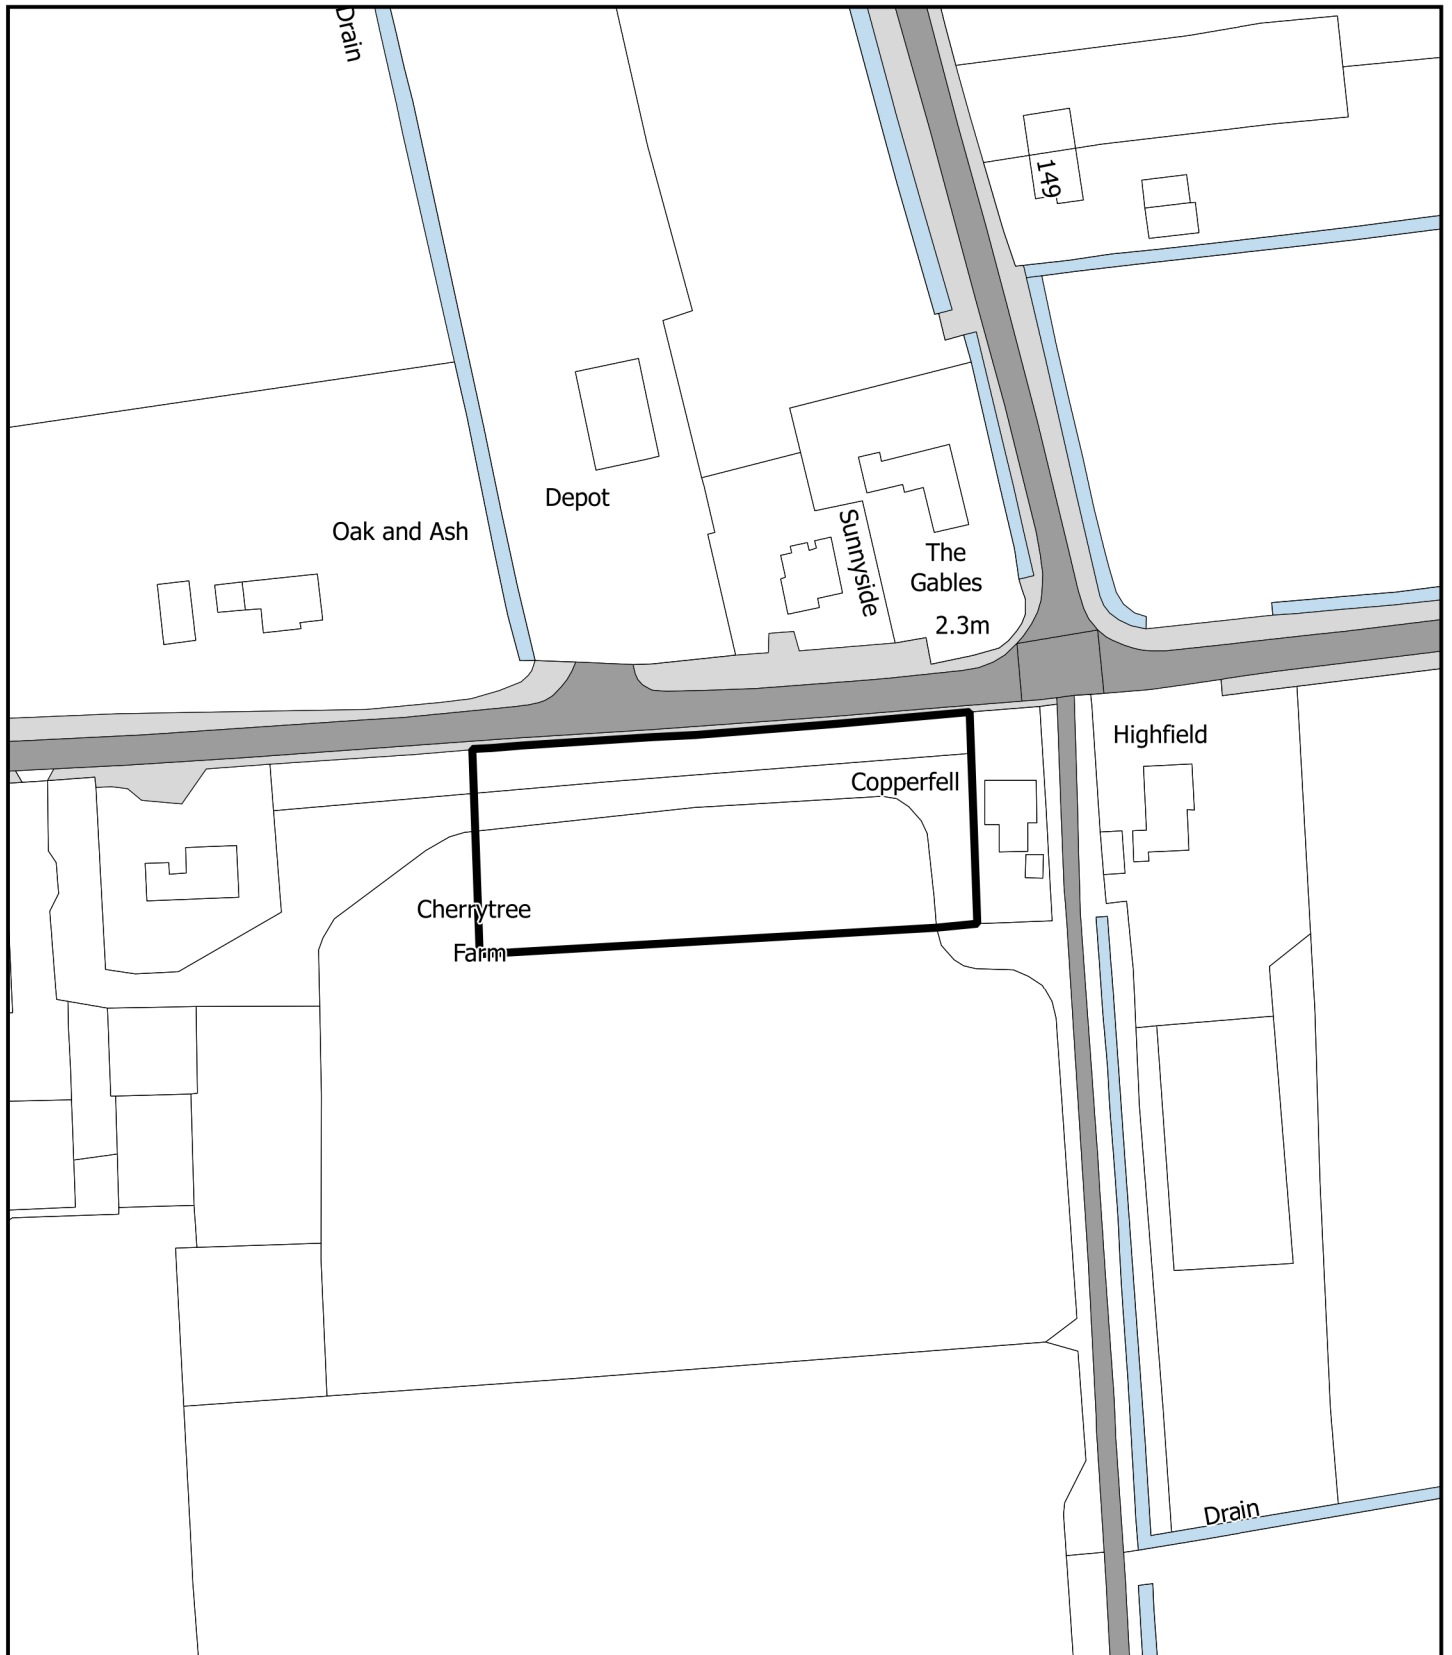 Drain
149
Depot
Oak and Ash
Sunnyside
The
Gables
2.3m
Highfield
Copperfell
Cherrytree
Farm
Drain